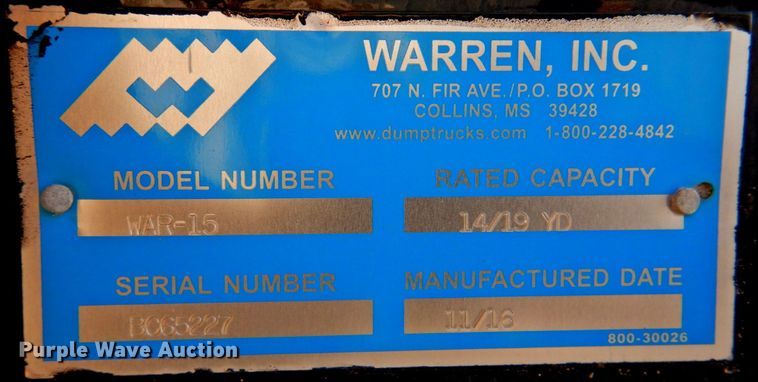 WARREN, INC.
707 N. FIR AVE./P.O. BOX 1719
COLLINS, MS 39428
www.dumptrucks.com 1-800-228-4842
MODEL NUMBER
RATED CAPACITY
WAR-15
14/19 YD
SERIAL NUMBER
MANUFACTURED DATE
BC65227
11/16
800-30026
Purple Wave Auction